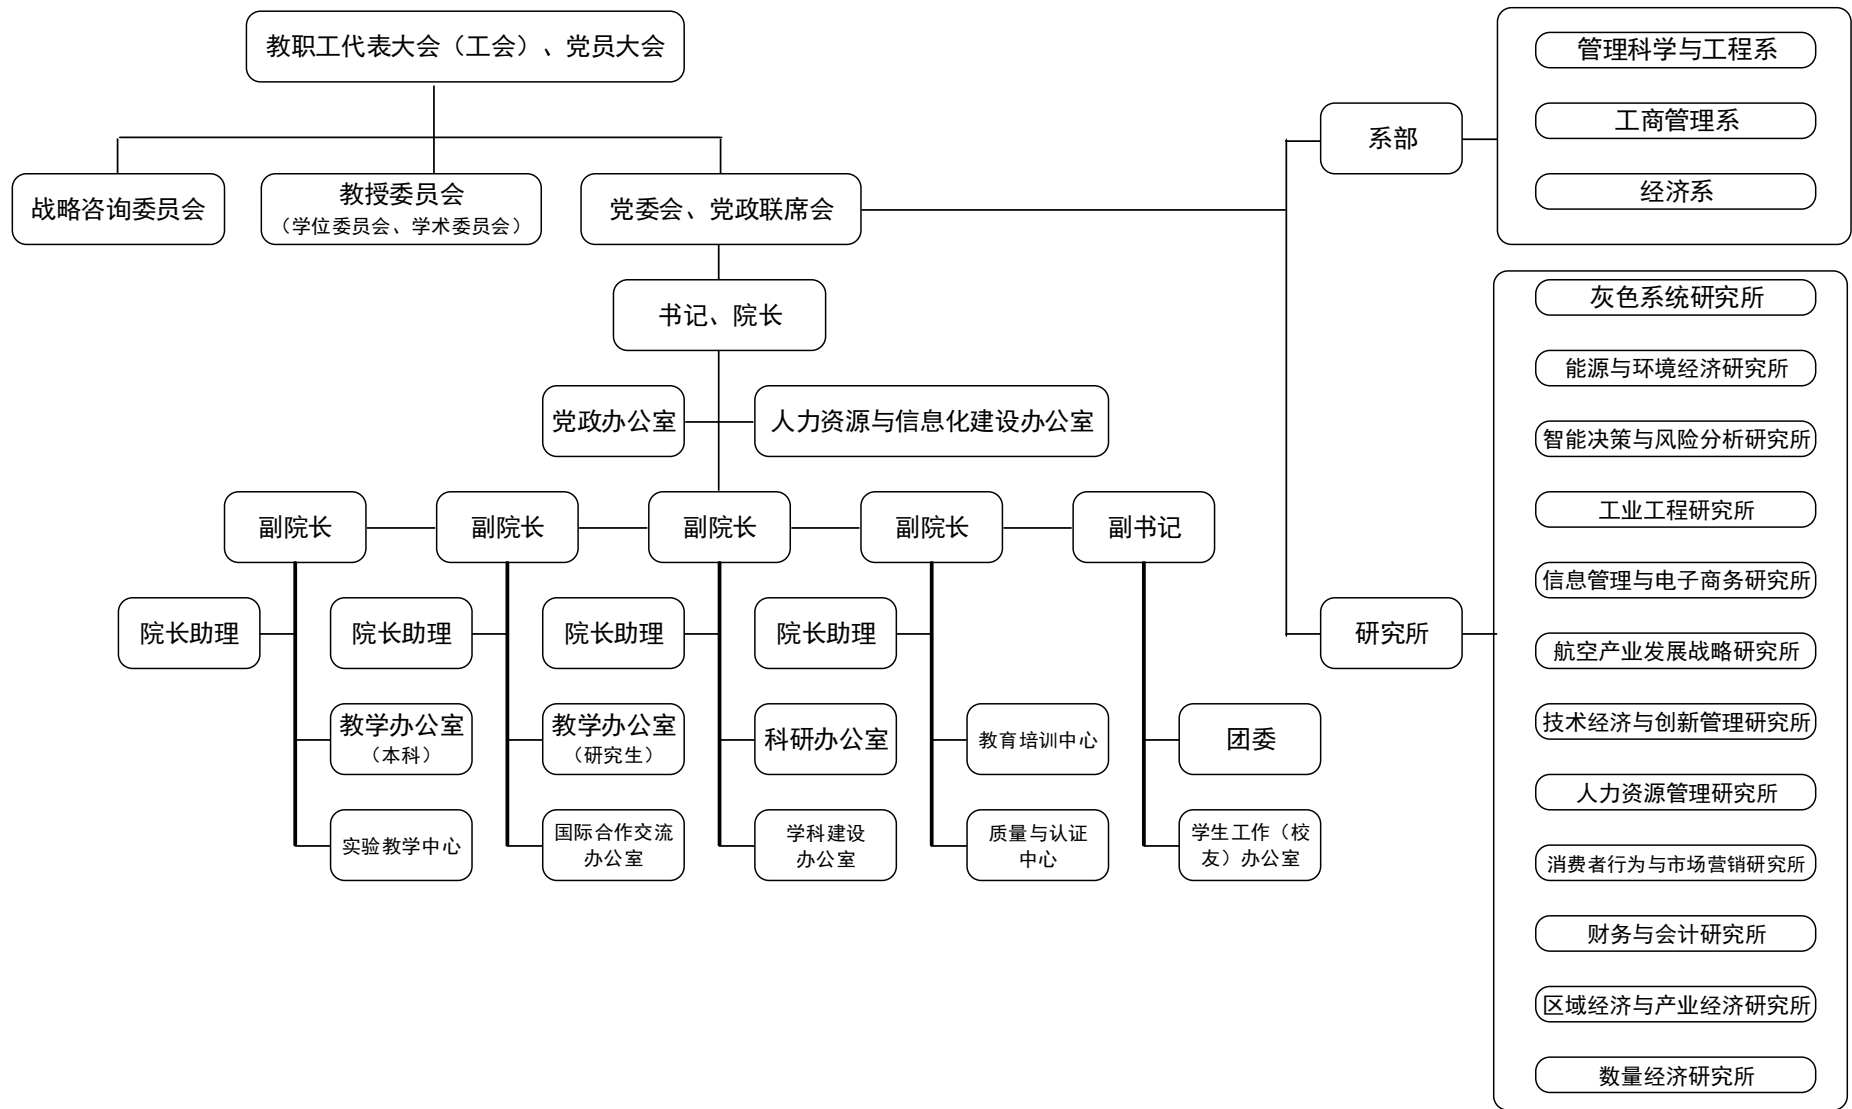 教职工代表大会（工会）、党员大会
战略咨询委员会
教授委员会
（学位委员会、学术委员会）
党委会、党政联席会
书记、院长
党政办公室
人力资源与信息化建设办公室
副院长
副院长
副院长
副院长
副书记
院长助理
院长助理
院长助理
院长助理
教学办公室
（本科）
教学办公室
（研究生）
科研办公室
教育培训中心
团委
实验教学中心
国际合作交流
办公室
学科建设
办公室
质量与认证
中心
学生工作（校
友）办公室
系部
管理科学与工程系
工商管理系
经济系
研究所
灰色系统研究所
能源与环境经济研究所
智能决策与风险分析研究所
工业工程研究所
信息管理与电子商务研究所
航空产业发展战略研究所
技术经济与创新管理研究所
人力资源管理研究所
消费者行为与市场营销研究所
财务与会计研究所
区域经济与产业经济研究所
数量经济研究所